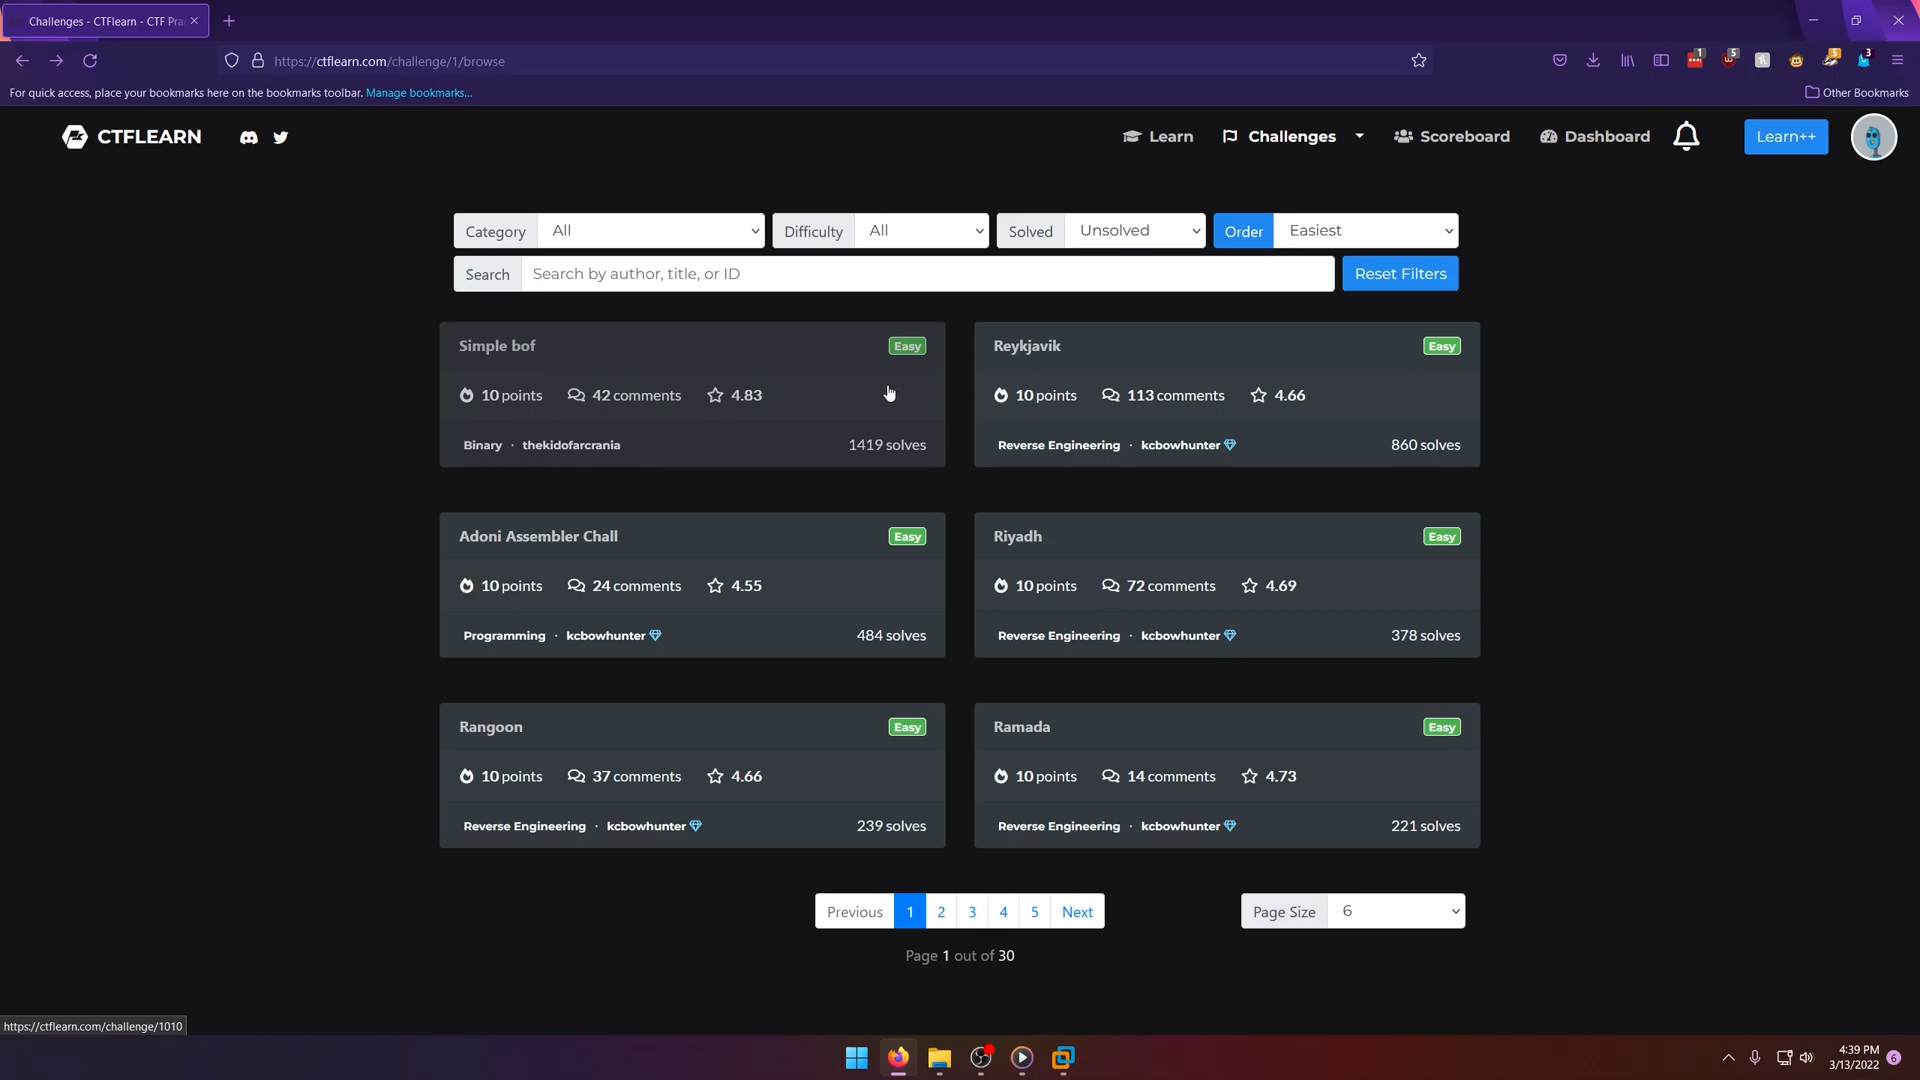 Challenges - CTFlearn - CTF Pra
https://ctflearn.com/challenge/1/browse
1
5
5
3
For quick access, place your bookmarks here on the bookmarks toolbar. Manage bookmarks...
Other Bookmarks
CTFLEARN
Learn
Challenges
Scoreboard
Dashboard
Learn++
Category All
Difficulty All
Solved Unsolved
Order Easiest
Search Search by author, title, or ID
Reset Filters
Simple bof Easy
10 points 42 comments 4.83
Binary · thekidofarcrania 1419 solves
Reykjavik Easy
10 points 113 comments 4.66
Reverse Engineering · kcbowhunter 860 solves
Adoni Assembler Chall Easy
10 points 24 comments 4.55
Programming · kcbowhunter 484 solves
Riyadh Easy
10 points 72 comments 4.69
Reverse Engineering · kcbowhunter 378 solves
Rangoon Easy
10 points 37 comments 4.66
Reverse Engineering · kcbowhunter 239 solves
Ramada Easy
10 points 14 comments 4.73
Reverse Engineering · kcbowhunter 221 solves
Previous 1 2 3 4 5 Next
Page Size 6
Page 1 out of 30
https://ctflearn.com/challenge/1010
4:39 PM
3/13/2022
6